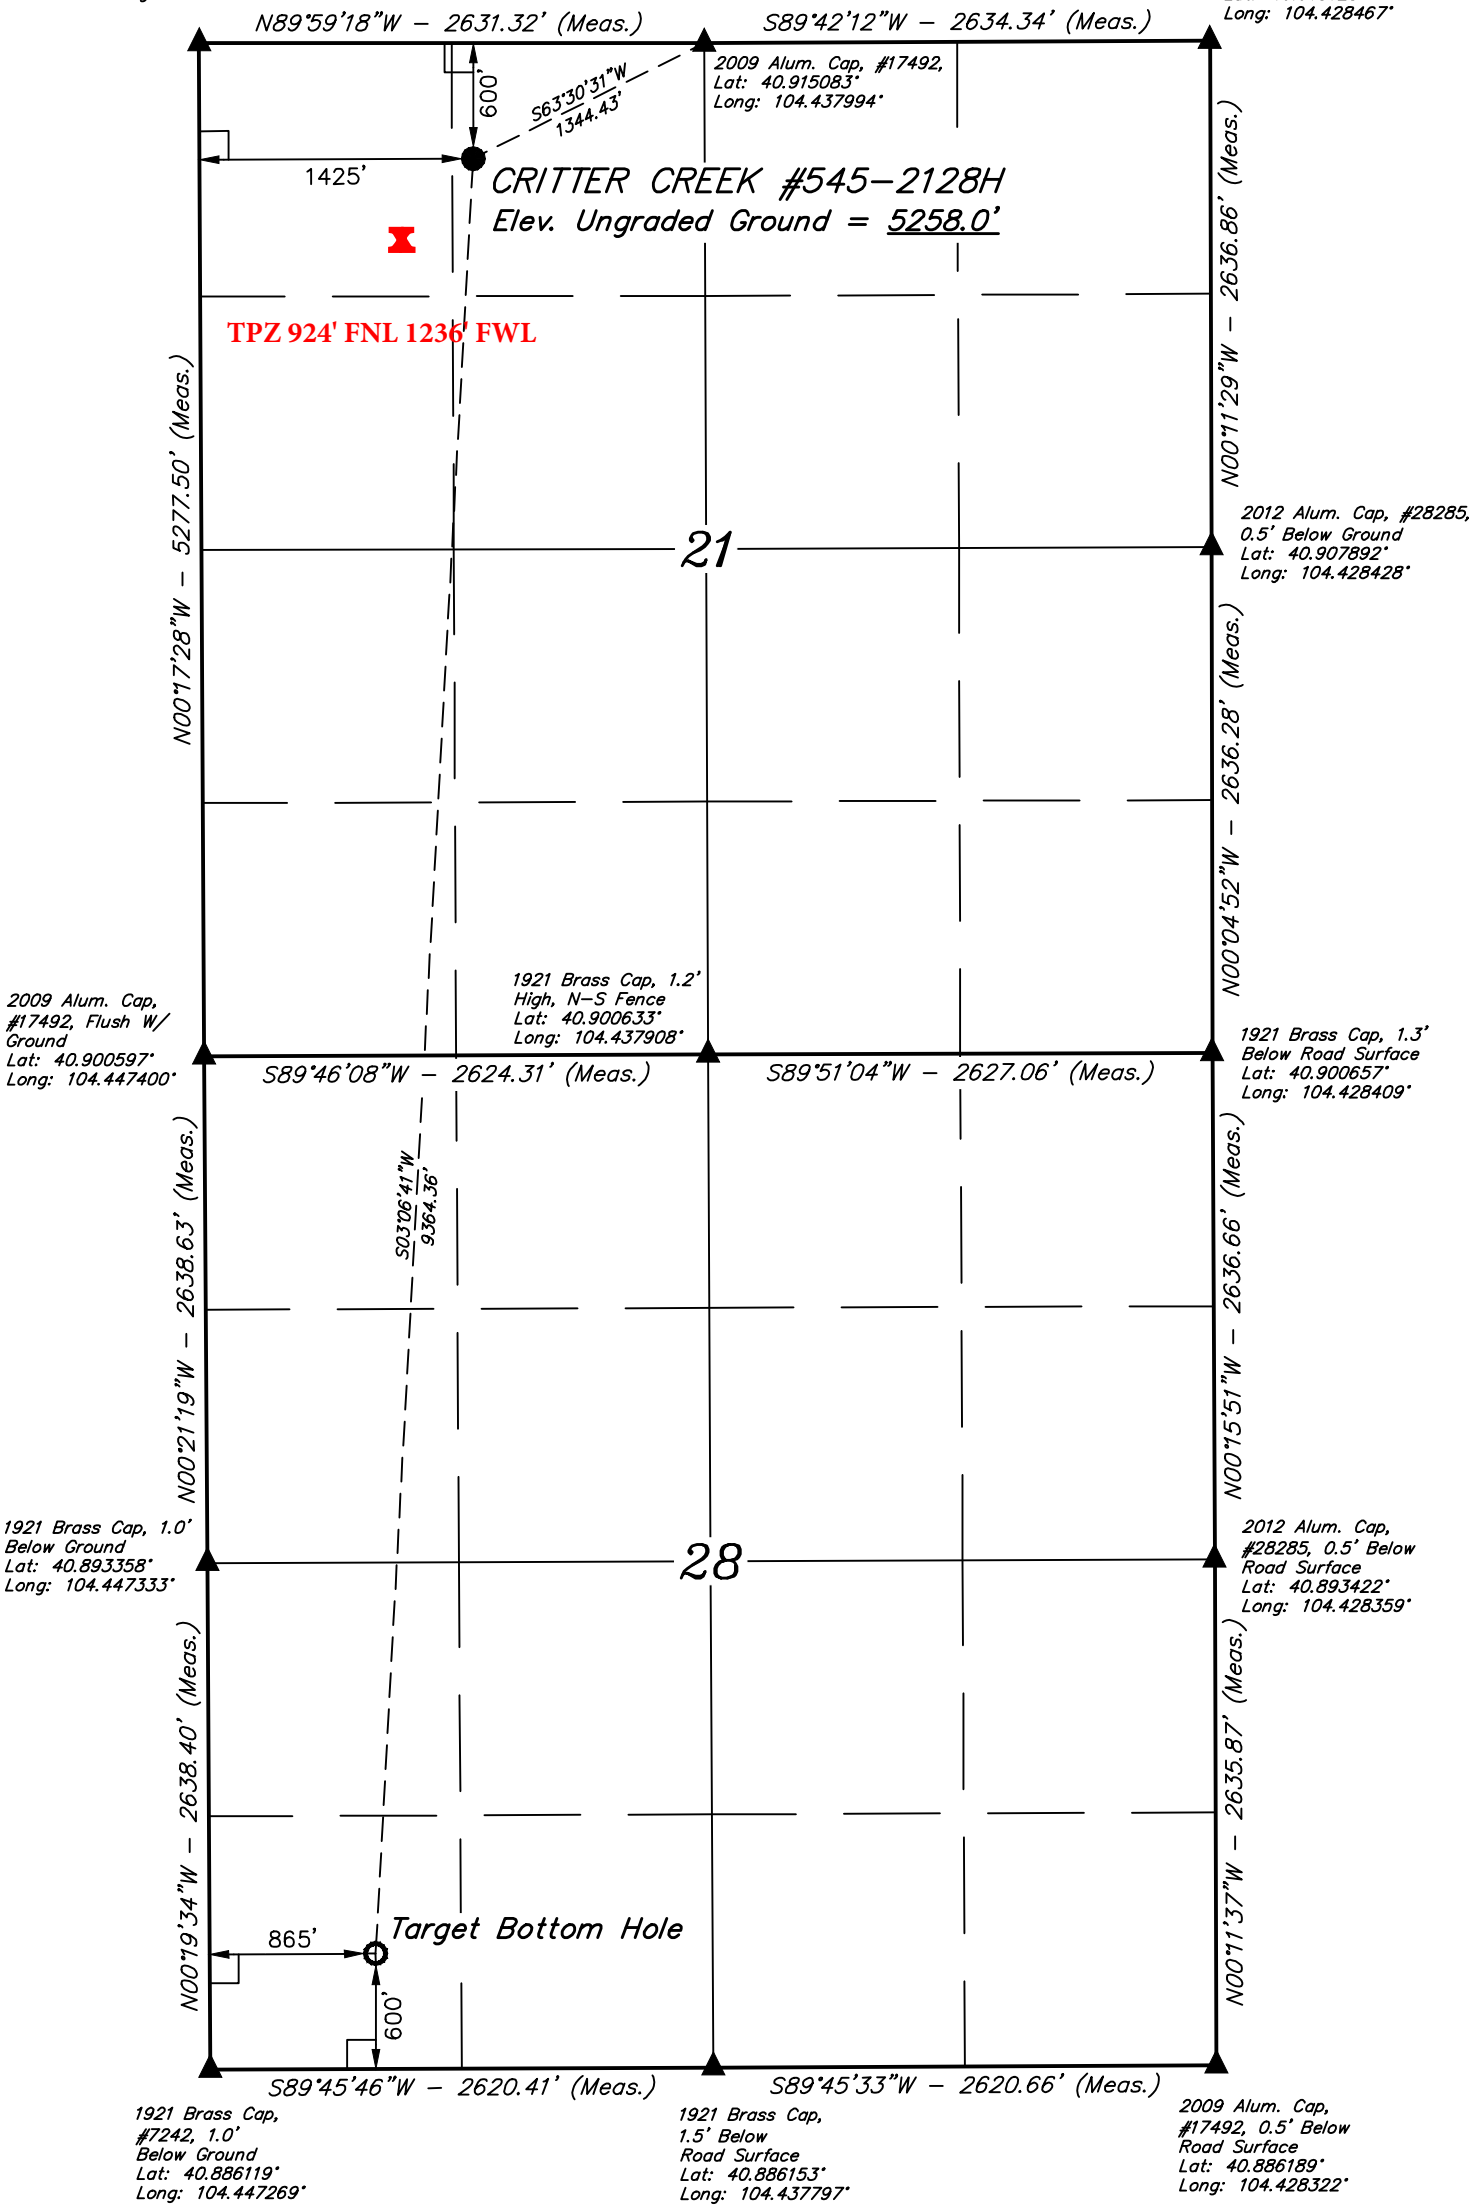 N89°59'18"W - 2631.32' (Meas.)
S89°42'12"W - 2634.34' (Meas.)
Long: 104.428467°
2009 Alum. Cap, #17492,
Lat: 40.915083°
Long: 104.437994°
600'
S63°30'31"W
1344.43'
1425'
CRITTER CREEK #545-2128H
Elev. Ungraded Ground = 5258.0'
TPZ 924' FNL 1236' FWL
N00°17'28"W - 5277.50' (Meas.)
N00°11'29"W - 2636.86' (Meas.)
21
2012 Alum. Cap, #28285,
0.5' Below Ground
Lat: 40.907892°
Long: 104.428428°
N00°04'52"W - 2636.28' (Meas.)
2009 Alum. Cap,
#17492, Flush W/
Ground
Lat: 40.900597°
Long: 104.447400°
1921 Brass Cap, 1.2'
High, N-S Fence
Lat: 40.900633°
Long: 104.437908°
1921 Brass Cap, 1.3'
Below Road Surface
Lat: 40.900657°
Long: 104.428409°
S89°46'08"W - 2624.31' (Meas.)
S89°51'04"W - 2627.06' (Meas.)
S03°06'41"W
9364.36'
N00°21'19"W - 2638.63' (Meas.)
N00°15'51"W - 2636.66' (Meas.)
1921 Brass Cap, 1.0'
Below Ground
Lat: 40.893358°
Long: 104.447333°
28
2012 Alum. Cap,
#28285, 0.5' Below
Road Surface
Lat: 40.893422°
Long: 104.428359°
N00°19'34"W - 2638.40' (Meas.)
N00°11'37"W - 2635.87' (Meas.)
Target Bottom Hole
865'
600'
S89°45'46"W - 2620.41' (Meas.)
S89°45'33"W - 2620.66' (Meas.)
1921 Brass Cap,
#7242, 1.0'
Below Ground
Lat: 40.886119°
Long: 104.447269°
1921 Brass Cap,
1.5' Below
Road Surface
Lat: 40.886153°
Long: 104.437797°
2009 Alum. Cap,
#17492, 0.5' Below
Road Surface
Lat: 40.886189°
Long: 104.428322°